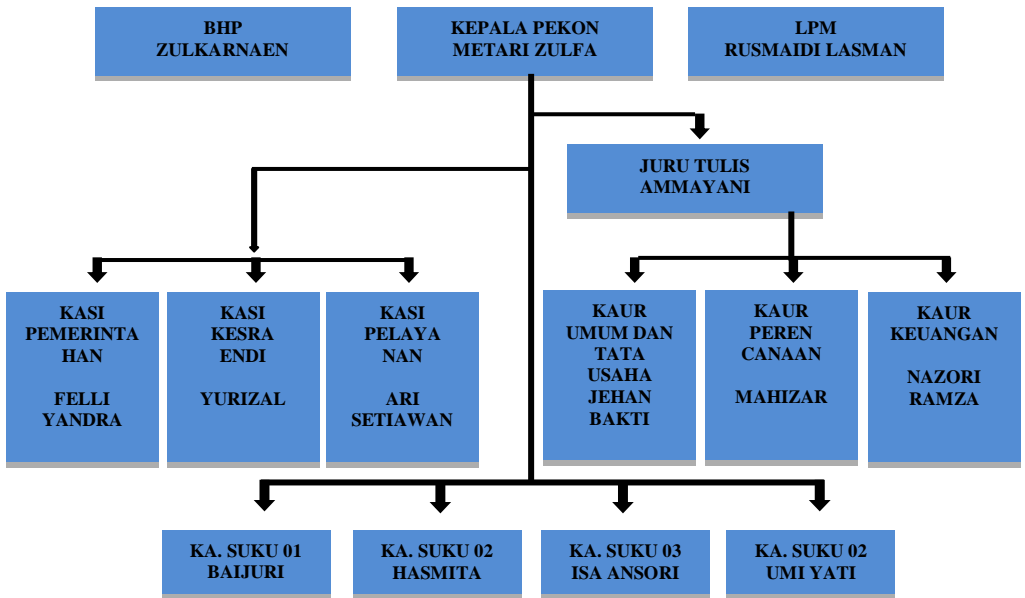 BHP
ZULKARNAEN
KEPALA PEKON
METARI ZULFA
LPM
RUSMAIDI LASMAN
JURU TULIS
AMMAYANI
KASI
PEMERINTA
HAN
FELLI
YANDRA
KASI
KESRA
ENDI
YURIZAL
KASI
PELAYA
NAN
ARI
SETIAWAN
KAUR
UMUM DAN
TATA
USAHA
JEHAN
BAKTI
KAUR
PEREN
CANAAN
MAHIZAR
KAUR
KEUANGAN
NAZORI
RAMZA
KA. SUKU 01
BAIJURI
KA. SUKU 02
HASMITA
KA. SUKU 03
ISA ANSORI
KA. SUKU 02
UMI YATI